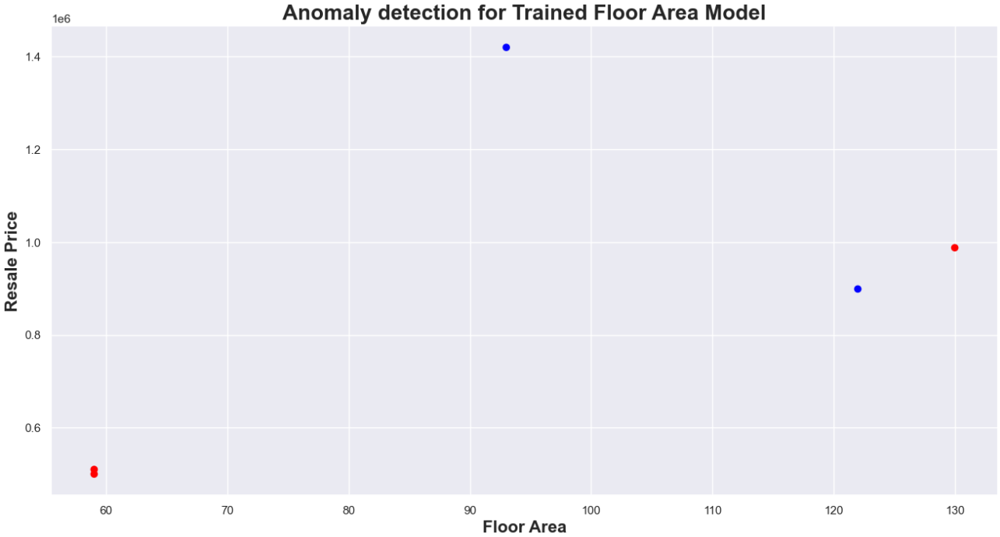 Anomaly detection for Trained Floor Area Model
1e6
1.4
1.2
1.0
0.8
0.6
Resale Price
60 70 80 90 100 110 120 130
Floor Area